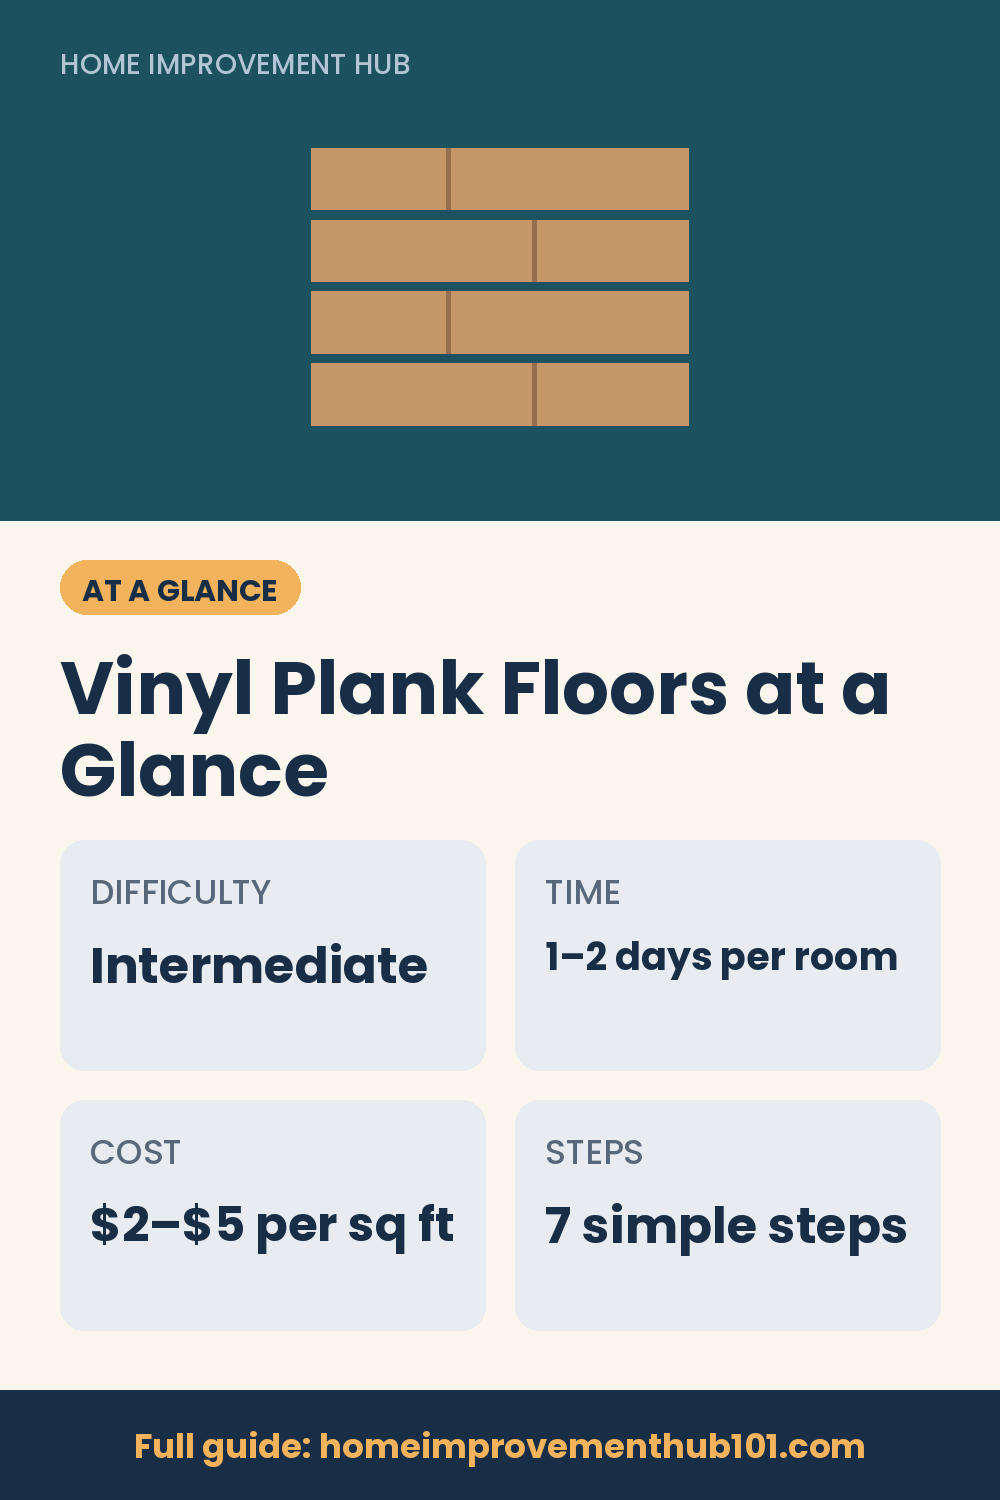 HOME IMPROVEMENT HUB
AT A GLANCE
Vinyl Plank Floors at a
Glance
DIFFICULTY
Intermediate
TIME
1–2 days per room
COST
$2–$5 per sq ft
STEPS
7 simple steps
Full guide: homeimprovementhub101.com